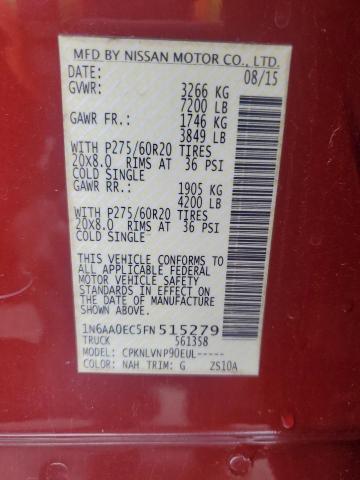 MFD BY NISSAN MOTOR CO., LTD.
DATE: 08/15
GVWR: 3266 KG
7200 LB
GAWR FR.: 1746 KG
3849 LB
WITH P275/60R20 TIRES
20X8.0 RIMS AT 36 PSI
COLD SINGLE
GAWR RR.: 1905 KG
4200 LB
WITH P275/60R20 TIRES
20X8.0 RIMS AT 36 PSI
COLD SINGLE
THIS VEHICLE CONFORMS TO
ALL APPLICABLE FEDERAL
MOTOR VEHICLE SAFETY
STANDARDS IN EFFECT ON THE
DATE OF MANUFACTURE SHOWN
ABOVE.
1N6AA0EC5FN515279
TRUCK 561358
MODEL: CPKNLVNP90EUL-----
COLOR: NAH TRIM: G ZS10A